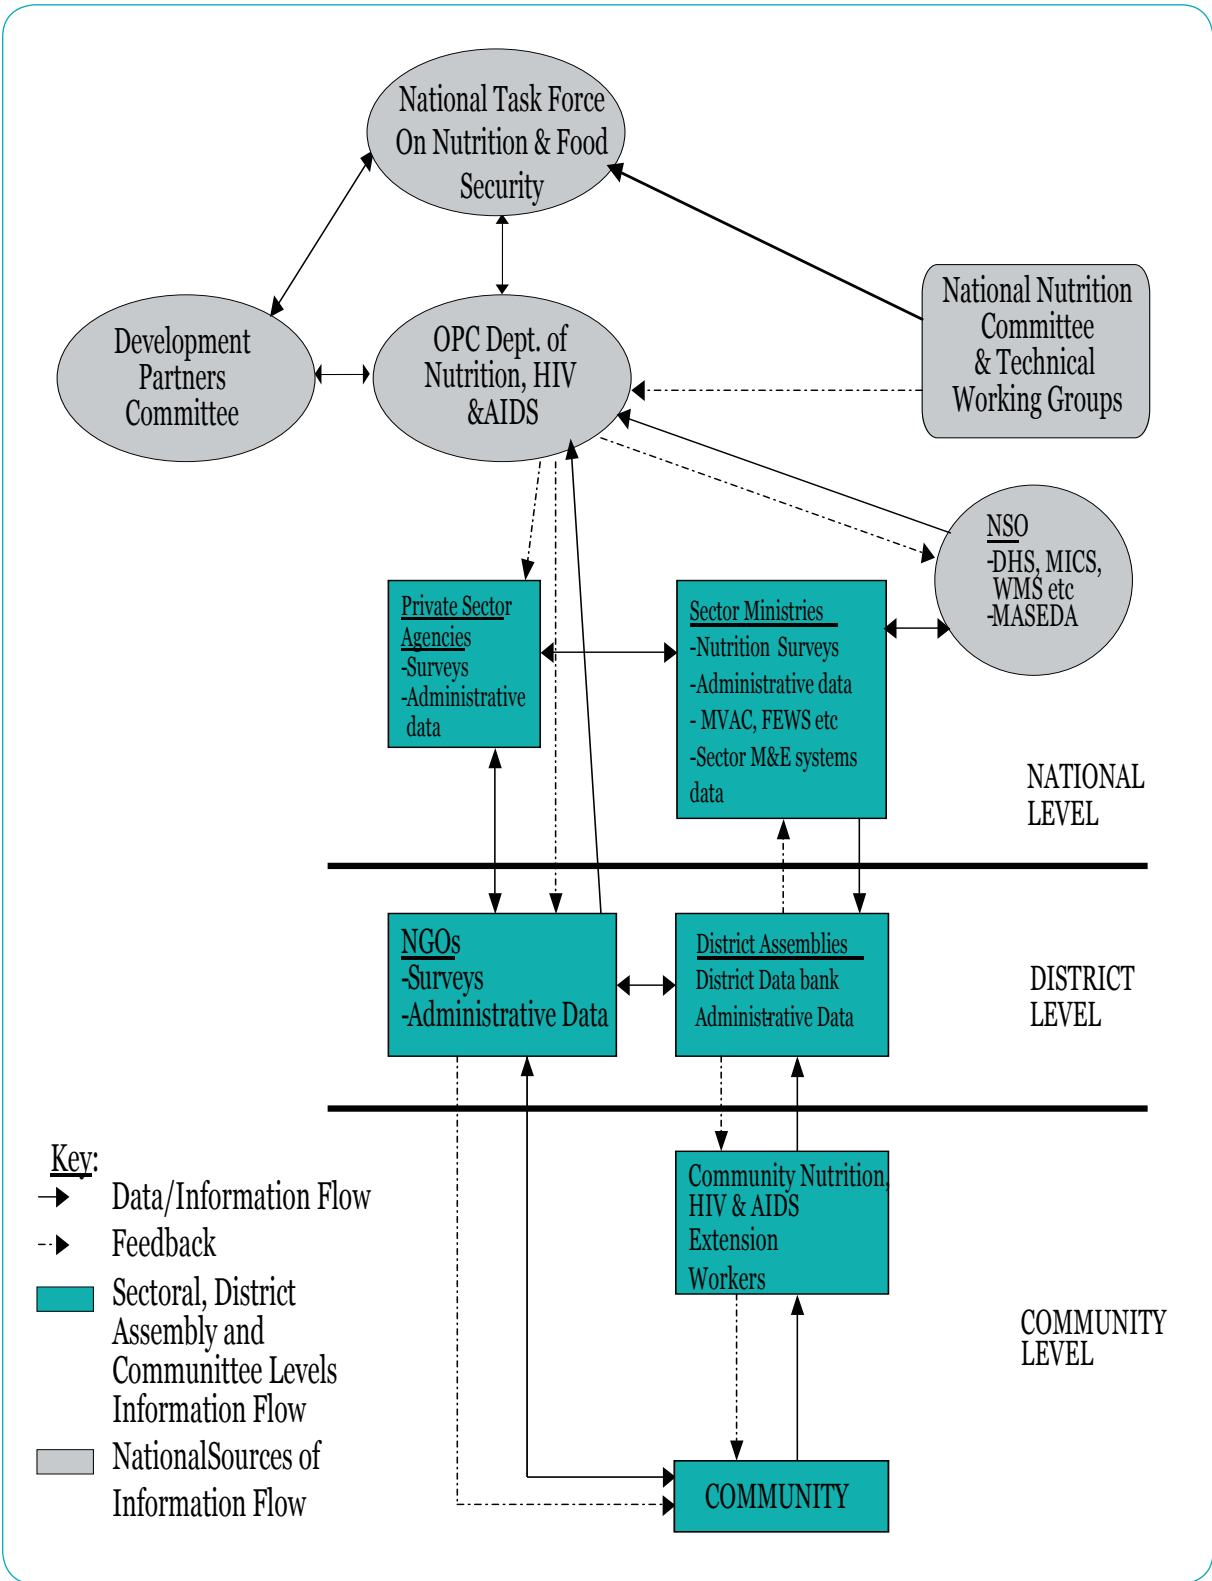 National Task Force
On Nutrition & Food
Security
National Nutrition
Committee
& Technical
Working Groups
Development
Partners
Committee
OPC Dept. of
Nutrition, HIV
&AIDS
NSO
-DHS, MICS,
WMS etc
-MASEDA
Private Sector
Agencies
-Surveys
-Administrative
data
Sector Ministries
-Nutrition Surveys
-Administrative data
- MVAC, FEWS etc
-Sector M&E systems
data
NATIONAL
LEVEL
NGOs
-Surveys
-Administrative Data
District Assemblies
District Data bank
Administrative Data
DISTRICT
LEVEL
Community Nutrition,
HIV & AIDS
Extension
Workers
COMMUNITY
LEVEL
COMMUNITY
Key:
Data/Information Flow
Feedback
Sectoral, District
Assembly and
Communittee Levels
Information Flow
NationalSources of
Information Flow